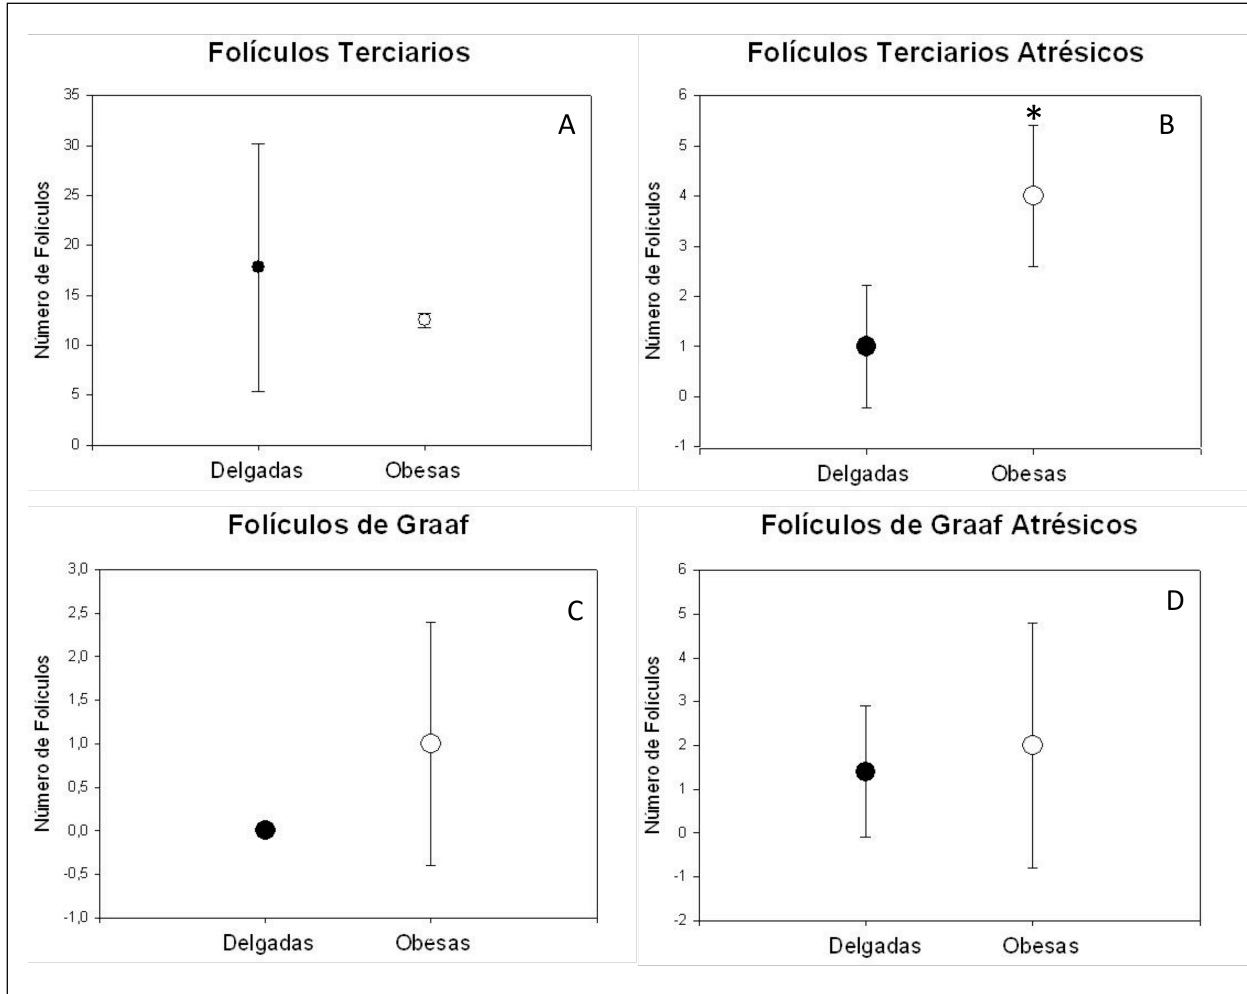 Folículos Terciarios
A
Número de Folículos
35
30
25
20
15
10
5
0
Delgadas Obesas
Folículos Terciarios Atrésicos
*
B
Número de Folículos
6
5
4
3
2
1
0
-1
Delgadas Obesas
Folículos de Graaf
C
Número de Folículos
3,0
2,5
2,0
1,5
1,0
0,5
0,0
-0,5
-1,0
Delgadas Obesas
Folículos de Graaf Atrésicos
D
Número de Folículos
6
5
4
3
2
1
0
-1
-2
Delgadas Obesas